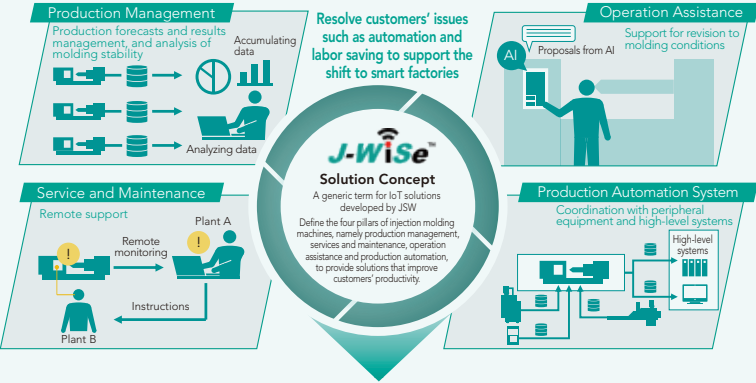 Production Management
Production forecasts and results
management, and analysis of
molding stability
Accumulating
data
Analyzing data
Resolve customers' issues
such as automation and
labor saving to support the
shift to smart factories
Operation Assistance
Support for revision to
molding conditions
Proposals from AI
AI
J-WiSe™
Solution Concept
A generic term for IoT solutions
developed by JSW
Define the four pillars of injection molding
machines, namely production management,
services and maintenance, operation
assistance and production automation,
to provide solutions that improve
customers' productivity.
Service and Maintenance
Remote support
Plant A
!
!
Remote
monitoring
Instructions
Plant B
Production Automation System
Coordination with peripheral
equipment and high-level systems
High-level
systems